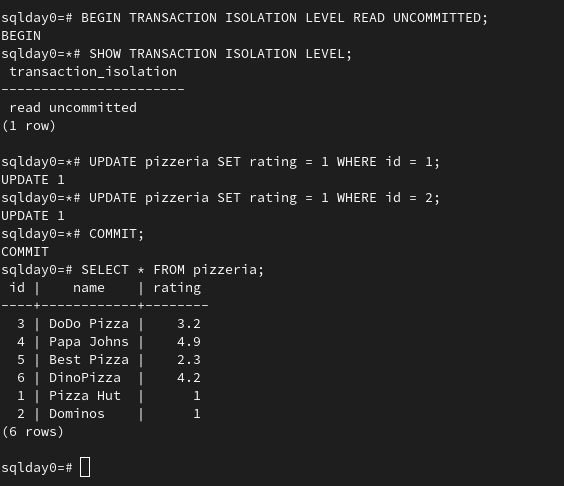 sqlday0=# BEGIN TRANSACTION ISOLATION LEVEL READ UNCOMMITTED;
BEGIN
sqlday0=*# SHOW TRANSACTION ISOLATION LEVEL;
 transaction_isolation
-----------------------
 read uncommitted
(1 row)

sqlday0=*# UPDATE pizzeria SET rating = 1 WHERE id = 1;
UPDATE 1
sqlday0=*# UPDATE pizzeria SET rating = 1 WHERE id = 2;
UPDATE 1
sqlday0=*# COMMIT;
COMMIT
sqlday0=# SELECT * FROM pizzeria;
 id |    name    | rating
----+------------+--------
  3 | DoDo Pizza |    3.2
  4 | Papa Johns |    4.9
  5 | Best Pizza |    2.3
  6 | DinoPizza  |    4.2
  1 | Pizza Hut  |      1
  2 | Dominos    |      1
(6 rows)

sqlday0=#